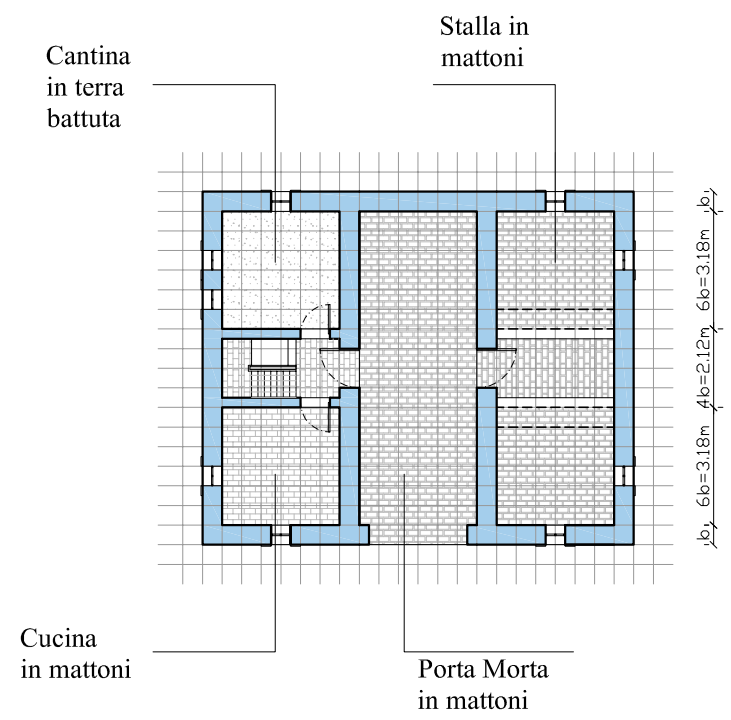 Stalla in
mattoni
Cantina
in terra
battuta
b
6b=3.18m
4b=2.12m
6b=3.18m
b
Cucina
in mattoni
Porta Morta
in mattoni